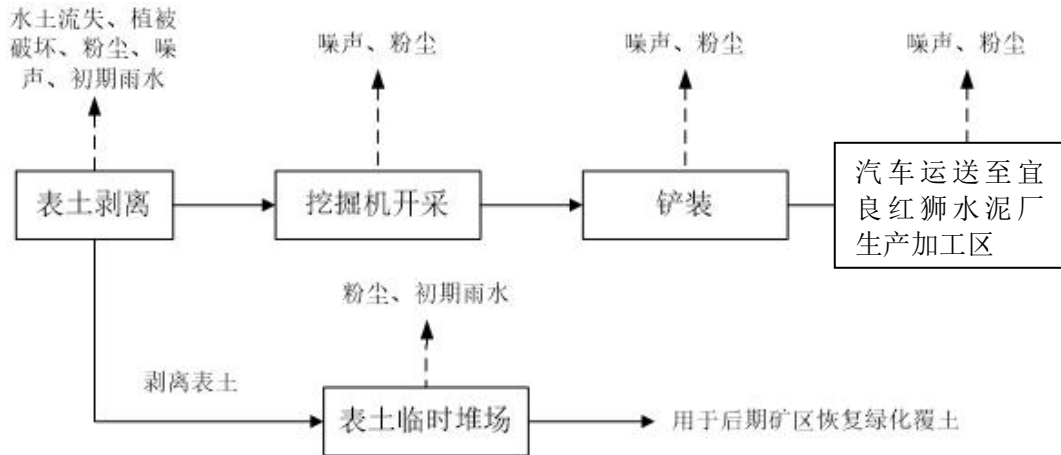 水土流失、植被
破坏、粉尘、噪
声、初期雨水
噪声、粉尘
噪声、粉尘
噪声、粉尘
表土剥离
挖掘机开采
铲装
汽车运送至宜
良红狮水泥厂
生产加工区
粉尘、初期雨水
剥离表土
表土临时堆场
用于后期矿区恢复绿化覆土